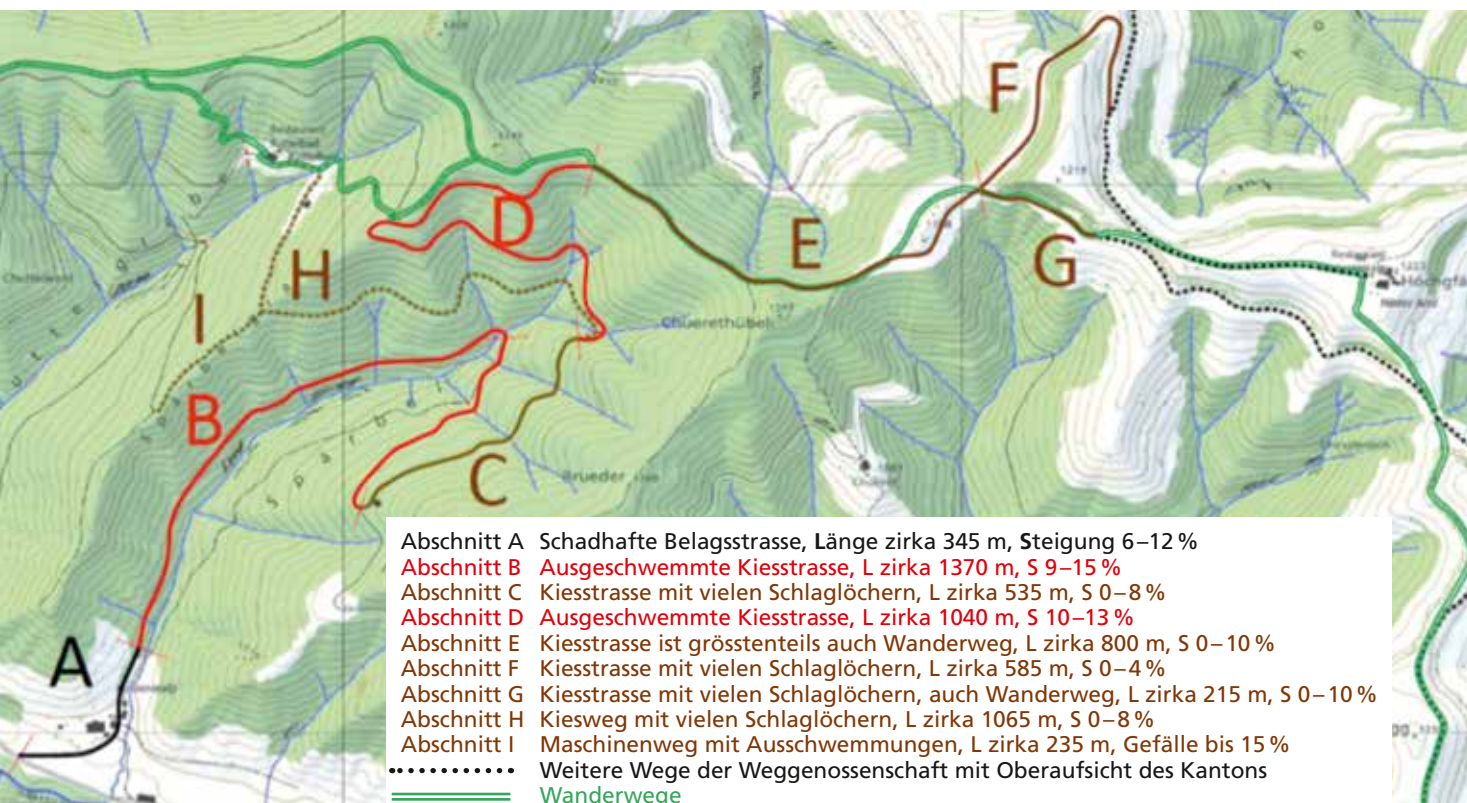 F
D
E
G
H
I
B
C
A
Chüerethübel
Brueder
Abschnitt A Schadhafte Belagsstrasse, Länge zirka 345 m, Steigung 6–12 %
Abschnitt B Ausgeschwemmte Kiesstrasse, L zirka 1370 m, S 9–15 %
Abschnitt C Kiesstrasse mit vielen Schlaglöchern, L zirka 535 m, S 0–8 %
Abschnitt D Ausgeschwemmte Kiesstrasse, L zirka 1040 m, S 10–13 %
Abschnitt E Kiesstrasse ist grösstenteils auch Wanderweg, L zirka 800 m, S 0–10 %
Abschnitt F Kiesstrasse mit vielen Schlaglöchern, L zirka 585 m, S 0–4 %
Abschnitt G Kiesstrasse mit vielen Schlaglöchern, auch Wanderweg, L zirka 215 m, S 0–10 %
Abschnitt H Kiesweg mit vielen Schlaglöchern, L zirka 1065 m, S 0–8 %
Abschnitt I Maschinenweg mit Ausschwemmungen, L zirka 235 m, Gefälle bis 15 %
Weitere Wege der Weggenossenschaft mit Oberaufsicht des Kantons
Wanderwege